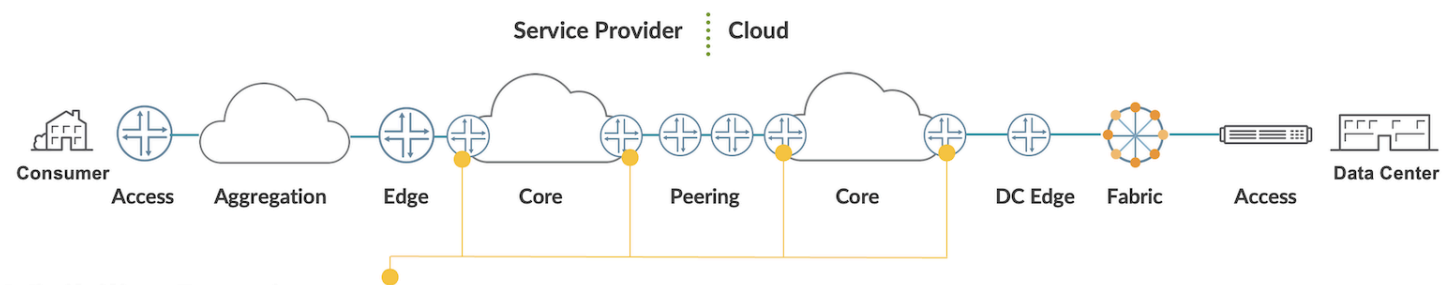 Service Provider
Cloud
Consumer
Access
Aggregation
Edge
Core
Peering
Core
DC Edge
Fabric
Access
Data Center